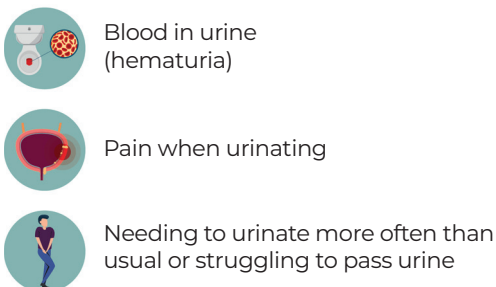 Blood in urine
(hematuria)
Pain when urinating
Needing to urinate more often than
usual or struggling to pass urine